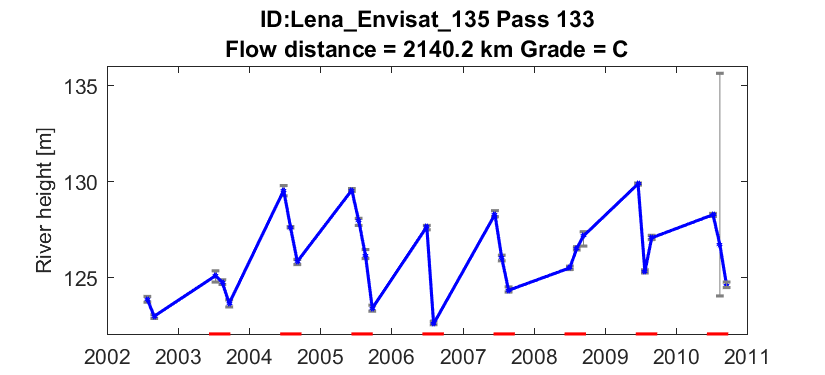 ID:Lena_Envisat_135 Pass 133
Flow distance = 2140.2 km Grade = C
River height [m]
135
130
125
2002 2003 2004 2005 2006 2007 2008 2009 2010 2011